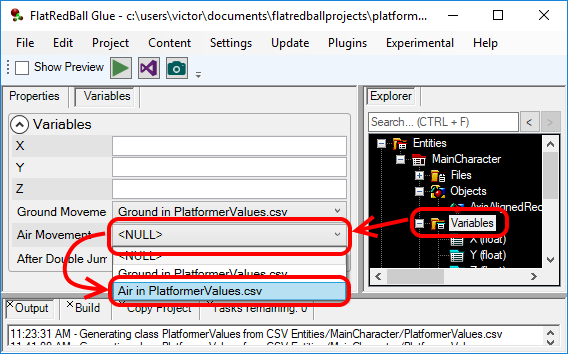 FlatRedBall Glue - c:\users\victor\documents\flatredballprojects\platform...
File Edit Project Content Settings Update Plugins Experimental Help
Show Preview
Properties Variables
Explorer
Variables
Search... (CTRL + F) < >
X
Entities
Y
MainCharacter
Z
Files
Ground Moveme Ground in PlatformerValues.csv
Objects
AxisAlignedRec
Air Movement <NULL>
Variables
<NULL>
X (float)
After Double Jum Ground in PlatformerValues.csv
Y (float)
Air in PlatformerValues.csv
Z (float)
Output Build Copy Project Tasks remaining: 0
11:23:31 AM - Generating class PlatformerValues from CSV Entities/MainCharacter/PlatformerValues.csv